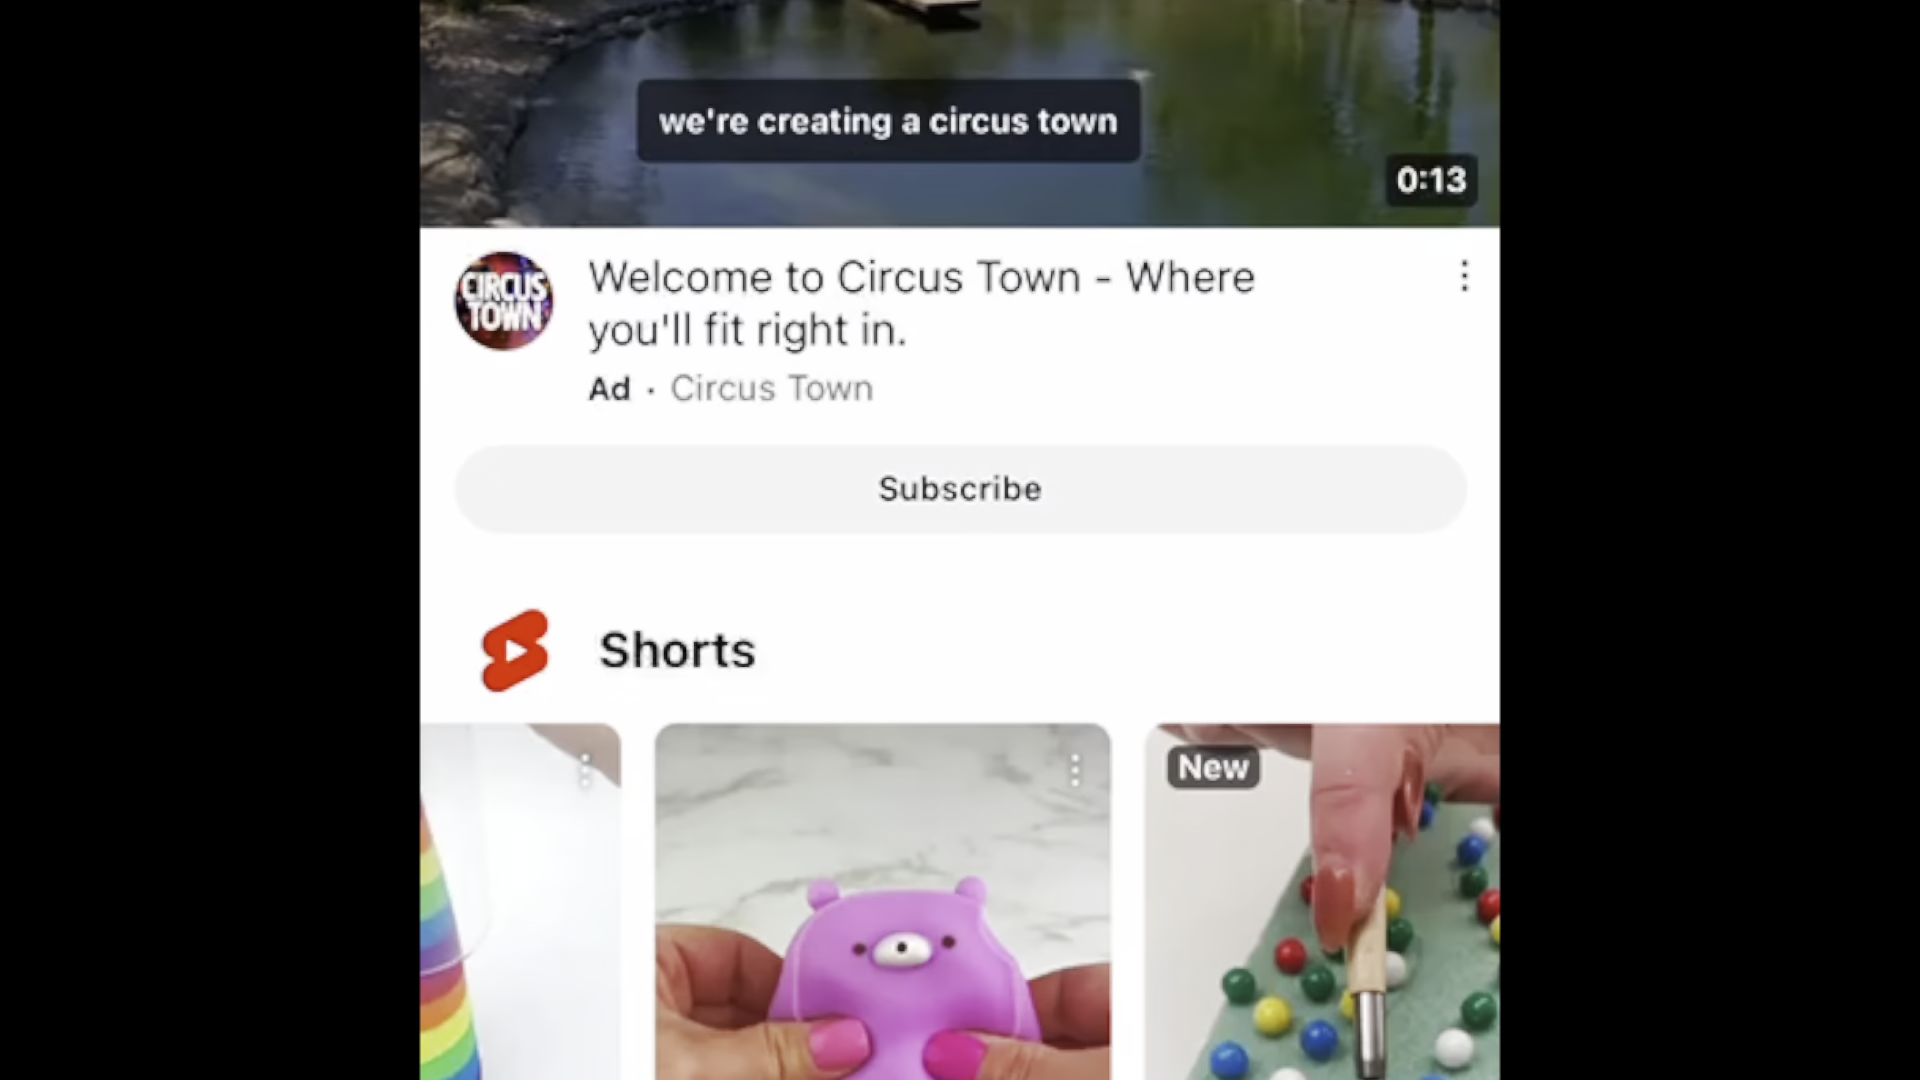 we're creating a circus town
0:13
CIRCUS
TOWN
Welcome to Circus Town - Where
you'll fit right in.
Ad · Circus Town
Subscribe
Shorts
New